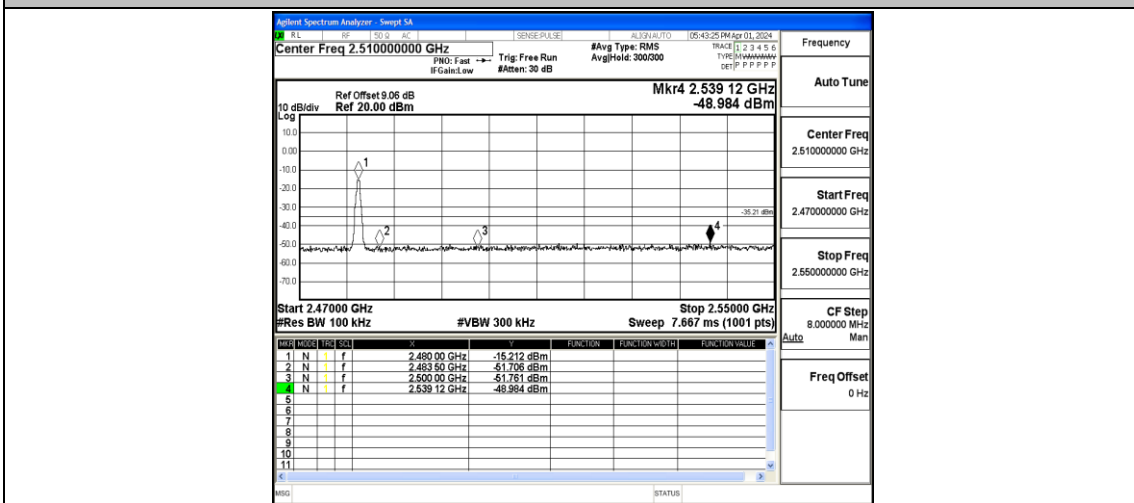 Agilent Spectrum Analyzer - Swept SA
RL RF 50 Ω AC SENSE:PULSE ALIGN AUTO 05:43:25 PM Apr 01, 2024
Center Freq 2.510000000 GHz
PNO: Fast
IFGain:Low
Trig: Free Run
#Atten: 30 dB
#Avg Type: RMS
Avg|Hold: 300/300
TRACE 1 2 3 4 5 6
TYPE MWWWWW
DET P P P P P P
Frequency
Auto Tune
Center Freq
2.510000000 GHz
Start Freq
2.470000000 GHz
Stop Freq
2.550000000 GHz
CF Step
8.000000 MHz
Auto Man
Freq Offset
0 Hz
Mkr4 2.539 12 GHz
-48.984 dBm
Ref Offset 9.06 dB
10 dB/div Ref 20.00 dBm
Log
10.0
0.00
-10.0
-20.0
-30.0
-40.0
-50.0
-60.0
-70.0
1
2
3
4
-35.21 dBm
Start 2.47000 GHz Stop 2.55000 GHz
#Res BW 100 kHz #VBW 300 kHz Sweep 7.667 ms (1001 pts)
MKR MODE TRC SCL X Y FUNCTION FUNCTION WIDTH FUNCTION VALUE
1 N 1 f 2.480 00 GHz -15.212 dBm
2 N 1 f 2.483 50 GHz -51.706 dBm
3 N 1 f 2.500 00 GHz -51.761 dBm
4 N 1 f 2.539 12 GHz -48.984 dBm
5
6
7
8
9
10
11
MSG STATUS